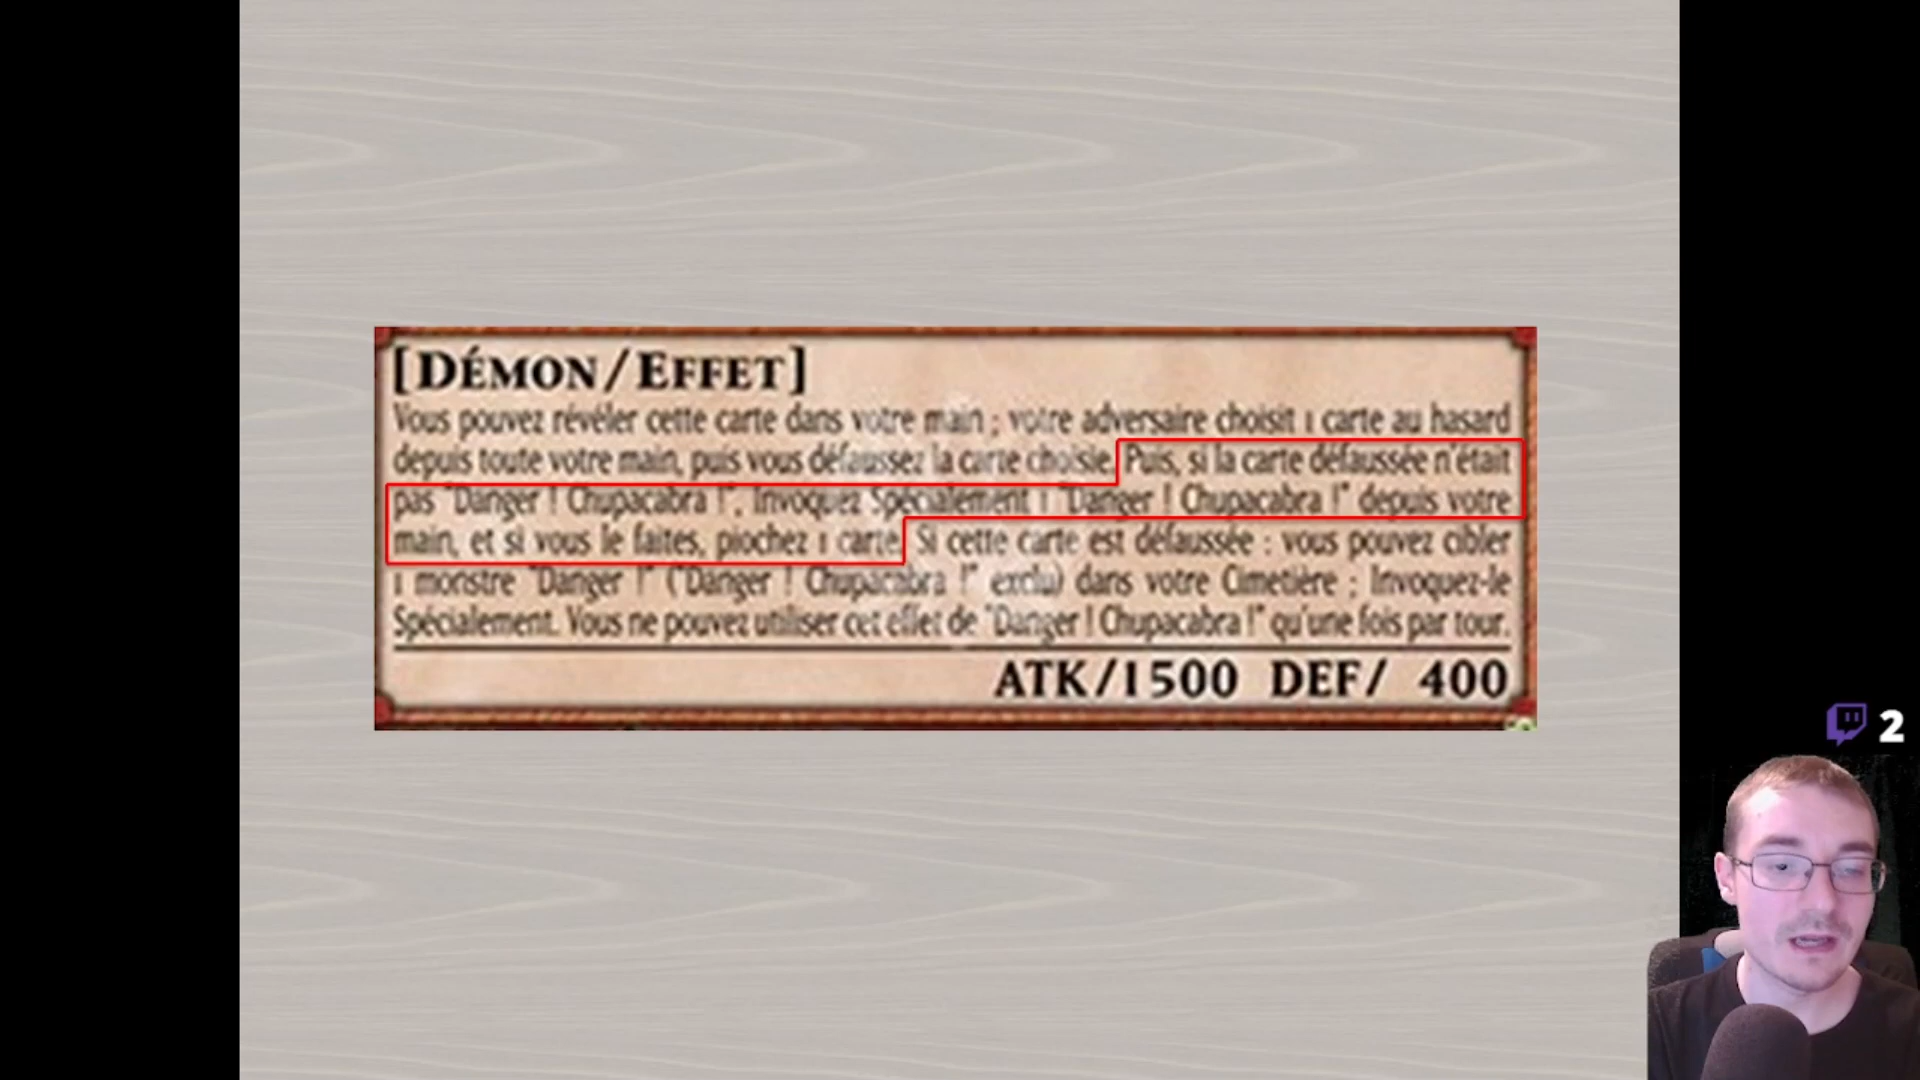 [DÉMON/EFFET]
Vous pouvez révéler cette carte dans votre main ; votre adversaire choisit 1 carte au hasard
depuis toute votre main, puis vous défaussez la carte choisie. Puis, si la carte défaussée n'était
pas "Danger ! Chupacabra !", Invoquez Spécialement 1 "Danger ! Chupacabra !" depuis votre
main, et si vous le faites, piochez 1 carte. Si cette carte est défaussée : vous pouvez cibler
1 monstre "Danger !" ("Danger ! Chupacabra !" exclu) dans votre Cimetière ; Invoquez-le
Spécialement. Vous ne pouvez utiliser cet effet de "Danger ! Chupacabra !" qu'une fois par tour.
ATK/1500 DEF/ 400
2